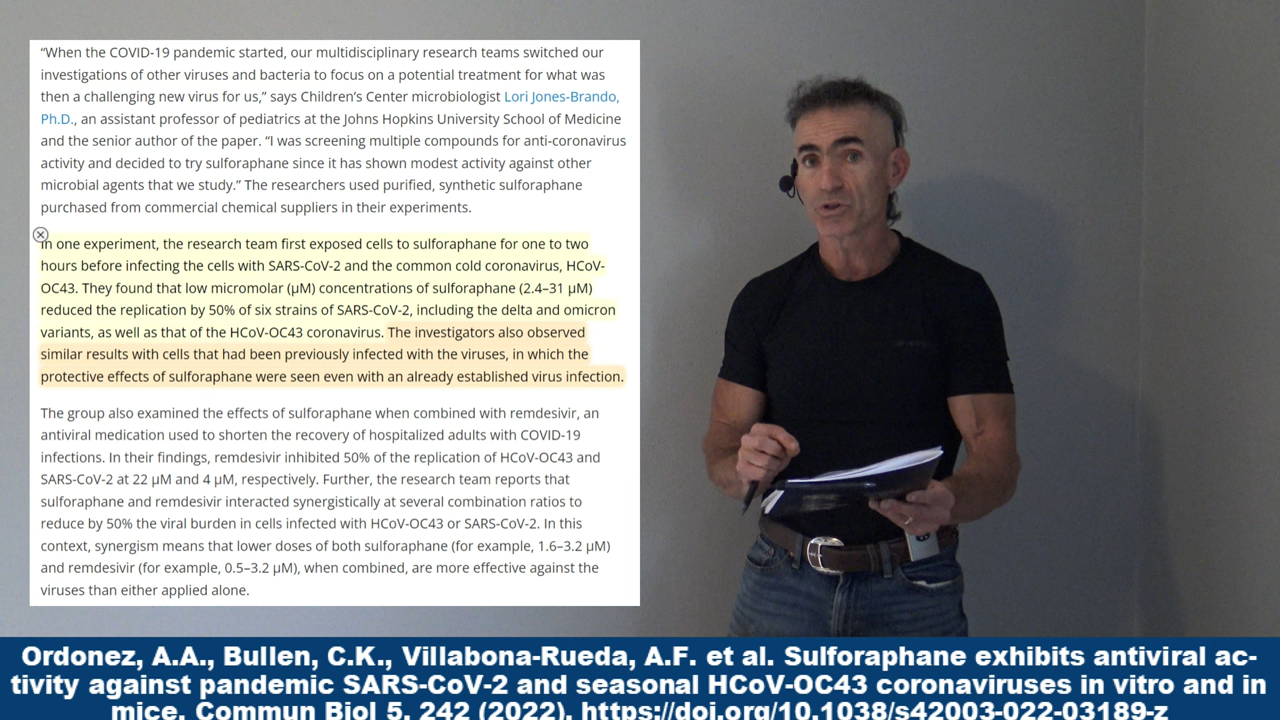 “When the COVID-19 pandemic started, our multidisciplinary research teams switched our
investigations of other viruses and bacteria to focus on a potential treatment for what was
then a challenging new virus for us,” says Children’s Center microbiologist Lori Jones-Brando,
Ph.D., an assistant professor of pediatrics at the Johns Hopkins University School of Medicine
and the senior author of the paper. “I was screening multiple compounds for anti-coronavirus
activity and decided to try sulforaphane since it has shown modest activity against other
microbial agents that we study.” The researchers used purified, synthetic sulforaphane
purchased from commercial chemical suppliers in their experiments.
In one experiment, the research team first exposed cells to sulforaphane for one to two
hours before infecting the cells with SARS-CoV-2 and the common cold coronavirus, HCoV-
OC43. They found that low micromolar (µM) concentrations of sulforaphane (2.4–31 µM)
reduced the replication by 50% of six strains of SARS-CoV-2, including the delta and omicron
variants, as well as that of the HCoV-OC43 coronavirus. The investigators also observed
similar results with cells that had been previously infected with the viruses, in which the
protective effects of sulforaphane were seen even with an already established virus infection.
The group also examined the effects of sulforaphane when combined with remdesivir, an
antiviral medication used to shorten the recovery of hospitalized adults with COVID-19
infections. In their findings, remdesivir inhibited 50% of the replication of HCoV-OC43 and
SARS-CoV-2 at 22 µM and 4 µM, respectively. Further, the research team reports that
sulforaphane and remdesivir interacted synergistically at several combination ratios to
reduce by 50% the viral burden in cells infected with HCoV-OC43 or SARS-CoV-2. In this
context, synergism means that lower doses of both sulforaphane (for example, 1.6–3.2 µM)
and remdesivir (for example, 0.5–3.2 µM), when combined, are more effective against the
viruses than either applied alone.
Ordonez, A.A., Bullen, C.K., Villabona-Rueda, A.F. et al. Sulforaphane exhibits antiviral ac-
tivity against pandemic SARS-CoV-2 and seasonal HCoV-OC43 coronaviruses in vitro and in
mice. Commun Biol 5, 242 (2022). https://doi.org/10.1038/s42003-022-03189-z